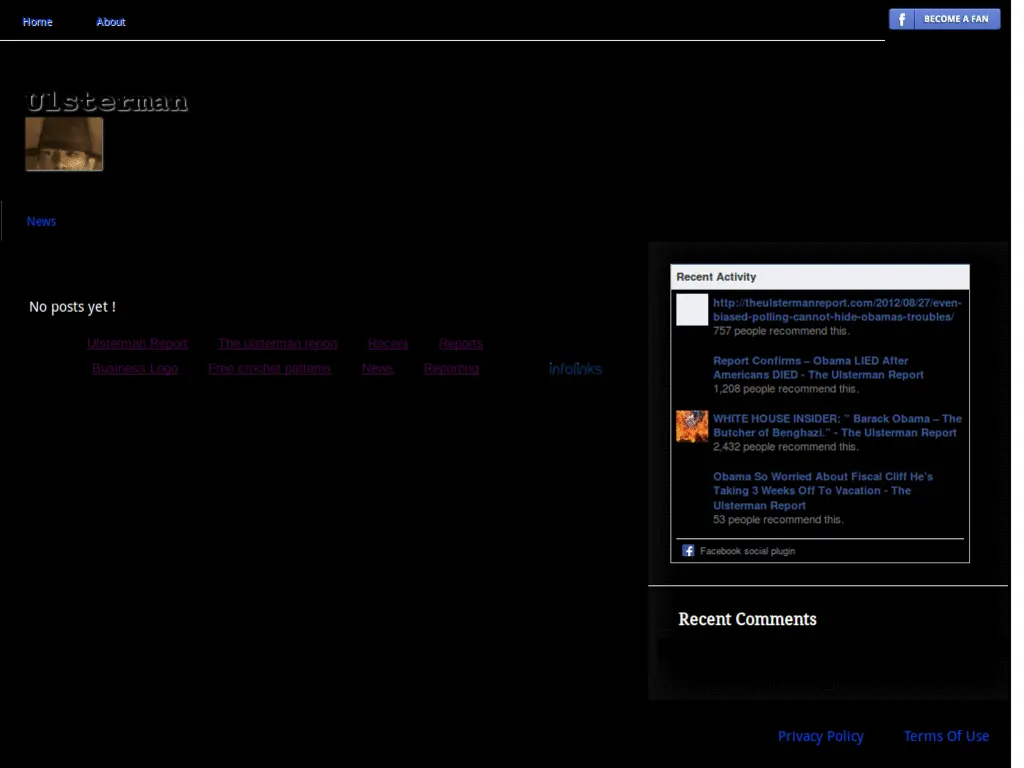 Home About
BECOME A FAN
Ulsterman
News
No posts yet !
Ulsterman Report The ulsterman report Recent Reports
Business Logo Free crochet patterns News Reporting
infolinks
Recent Activity
http://theulstermanreport.com/2012/08/27/even-
biased-polling-cannot-hide-obamas-troubles/
757 people recommend this.
Report Confirms – Obama LIED After
Americans DIED - The Ulsterman Report
1,208 people recommend this.
WHITE HOUSE INSIDER: " Barack Obama – The
Butcher of Benghazi." - The Ulsterman Report
2,432 people recommend this.
Obama So Worried About Fiscal Cliff He's
Taking 3 Weeks Off To Vacation - The
Ulsterman Report
53 people recommend this.
Facebook social plugin
Recent Comments
Privacy Policy Terms Of Use